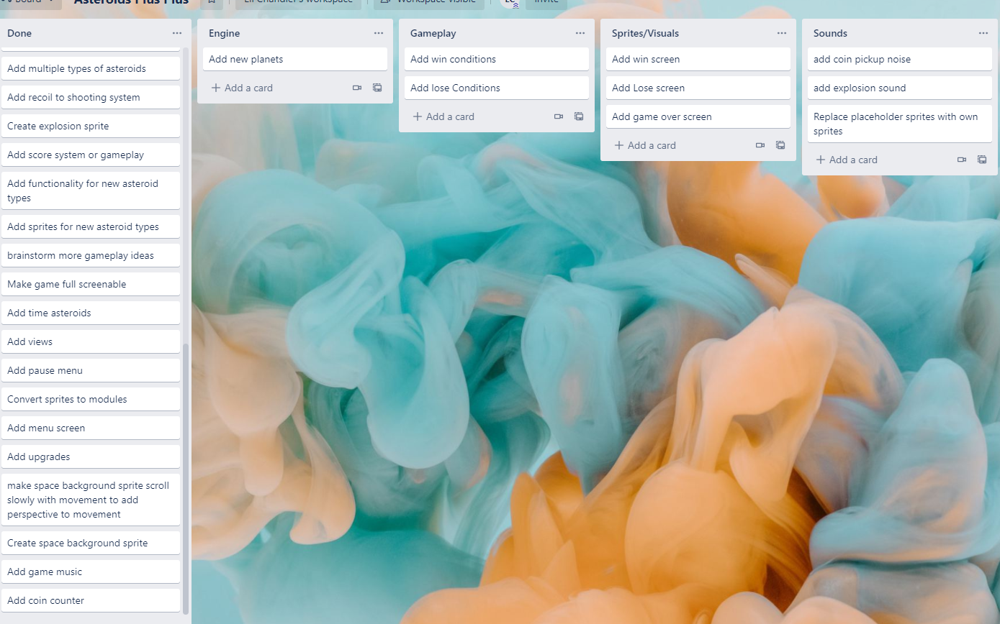 Board
Asteroids Plus Plus
Eli Chandler's workspace
Workspace visible
EC
Invite
Done
Add multiple types of asteroids
Add recoil to shooting system
Create explosion sprite
Add score system or gameplay
Add functionality for new asteroid
types
Add sprites for new asteroid types
brainstorm more gameplay ideas
Make game full screenable
Add time asteroids
Add views
Add pause menu
Convert sprites to modules
Add menu screen
Add upgrades
make space background sprite scroll
slowly with movement to add
perspective to movement
Create space background sprite
Add game music
Add coin counter
Engine
Add new planets
Add a card
Gameplay
Add win conditions
Add lose Conditions
Add a card
Sprites/Visuals
Add win screen
Add Lose screen
Add game over screen
Add a card
Sounds
add coin pickup noise
add explosion sound
Replace placeholder sprites with own
sprites
Add a card